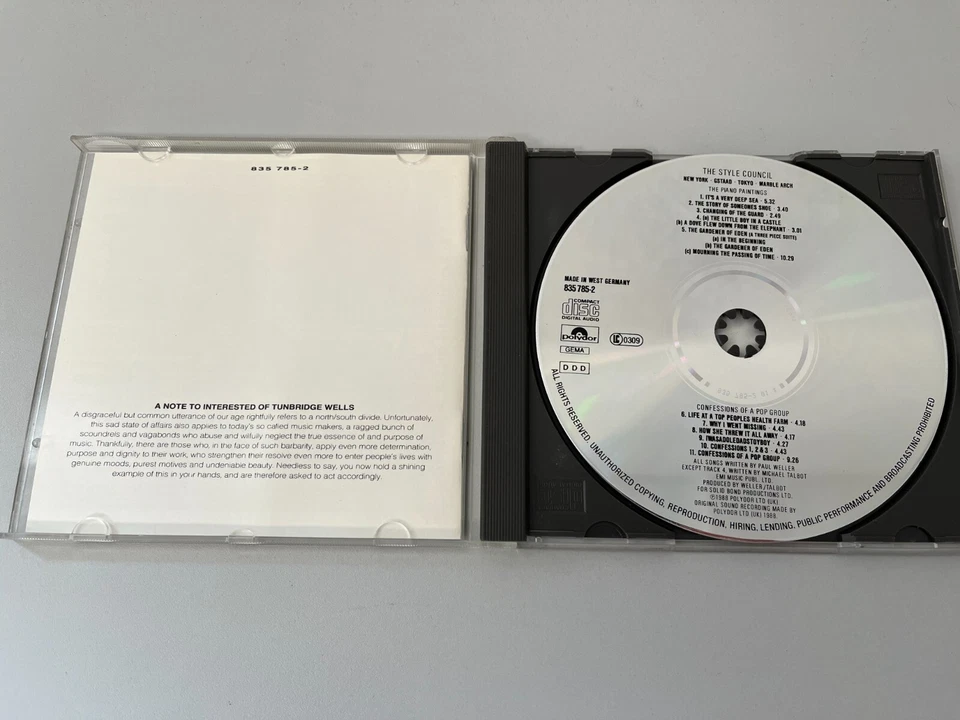 835 785-2
A NOTE TO INTERESTED OF TUNBRIDGE WELLS
A disgraceful but common utterance of our age rightfully refers to a north/south divide. Unfortunately,
this sad state of affairs also appies to today's so called music makers, a ragged bunch of
scoundrels and vagabonds who abuse and wilfully neglect the true essence of and purpose of
music. Thankfully, there are those who, in the face of such barbarity, apply even more determination,
purpose and dignity to their work, who strengthen their resolve even more to enter people's lives with
genuine moods, purest motives and undeniable beauty. Needless to say, you now hold a shining
example of this in your hands, and are therefore asked to act accordingly.
THE STYLE COUNCIL
NEW YORK · GSTAAD · TOKYO · MARBLE ARCH
THE PIANO PAINTINGS
1. IT'S A VERY DEEP SEA · 5.32
2. THE STORY OF SOMEONES SHOE · 3.40
3. CHANGING OF THE GUARD · 2.49
4. (a) THE LITTLE BOY IN A CASTLE
(b) A DOVE FLEW DOWN FROM THE ELEPHANT · 3.01
5. THE GARDENER OF EDEN (A THREE PIECE SUITE)
(a) IN THE BEGINNING
(b) THE GARDENER OF EDEN
(c) MOURNING THE PASSING OF TIME · 10.29
MADE IN WEST GERMANY
835 785-2
COMPACT
disc
DIGITAL AUDIO
polydor
LC 0309
GEMA
D D D
CONFESSIONS OF A POP GROUP
6. LIFE AT A TOP PEOPLES HEALTH FARM · 4.18
7. WHY I WENT MISSING · 4.43
8. HOW SHE THREW IT ALL AWAY · 4.17
9. IWASADOLEDADSTOYBOY · 4.27
10. CONFESSIONS 1, 2 & 3 · 4.43
11. CONFESSIONS OF A POP GROUP · 9.26
ALL SONGS WRITTEN BY PAUL WELLER
EXCEPT TRACK 4, WRITTEN BY MICHAEL TALBOT
EMI MUSIC PUBL. LTD.
PRODUCED BY WELLER/TALBOT
FOR SOLID BOND PRODUCTIONS LTD.
℗1988 POLYDOR LTD (UK)
ORIGINAL SOUND RECORDING MADE BY
POLYDOR LTD (UK) 1988
ALL RIGHTS RESERVED. UNAUTHORIZED COPYING, REPRODUCTION, HIRING, LENDING, PUBLIC PERFORMANCE AND BROADCASTING PROHIBITED